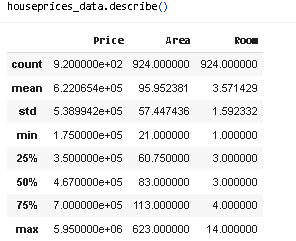 houseprices_data.describe()
Price Area Room
count 9.200000e+02 924.000000 924.000000
mean 6.220654e+05 95.952381 3.571429
std 5.389942e+05 57.447436 1.592332
min 1.750000e+05 21.000000 1.000000
25% 3.500000e+05 60.750000 3.000000
50% 4.670000e+05 83.000000 3.000000
75% 7.000000e+05 113.000000 4.000000
max 5.950000e+06 623.000000 14.000000